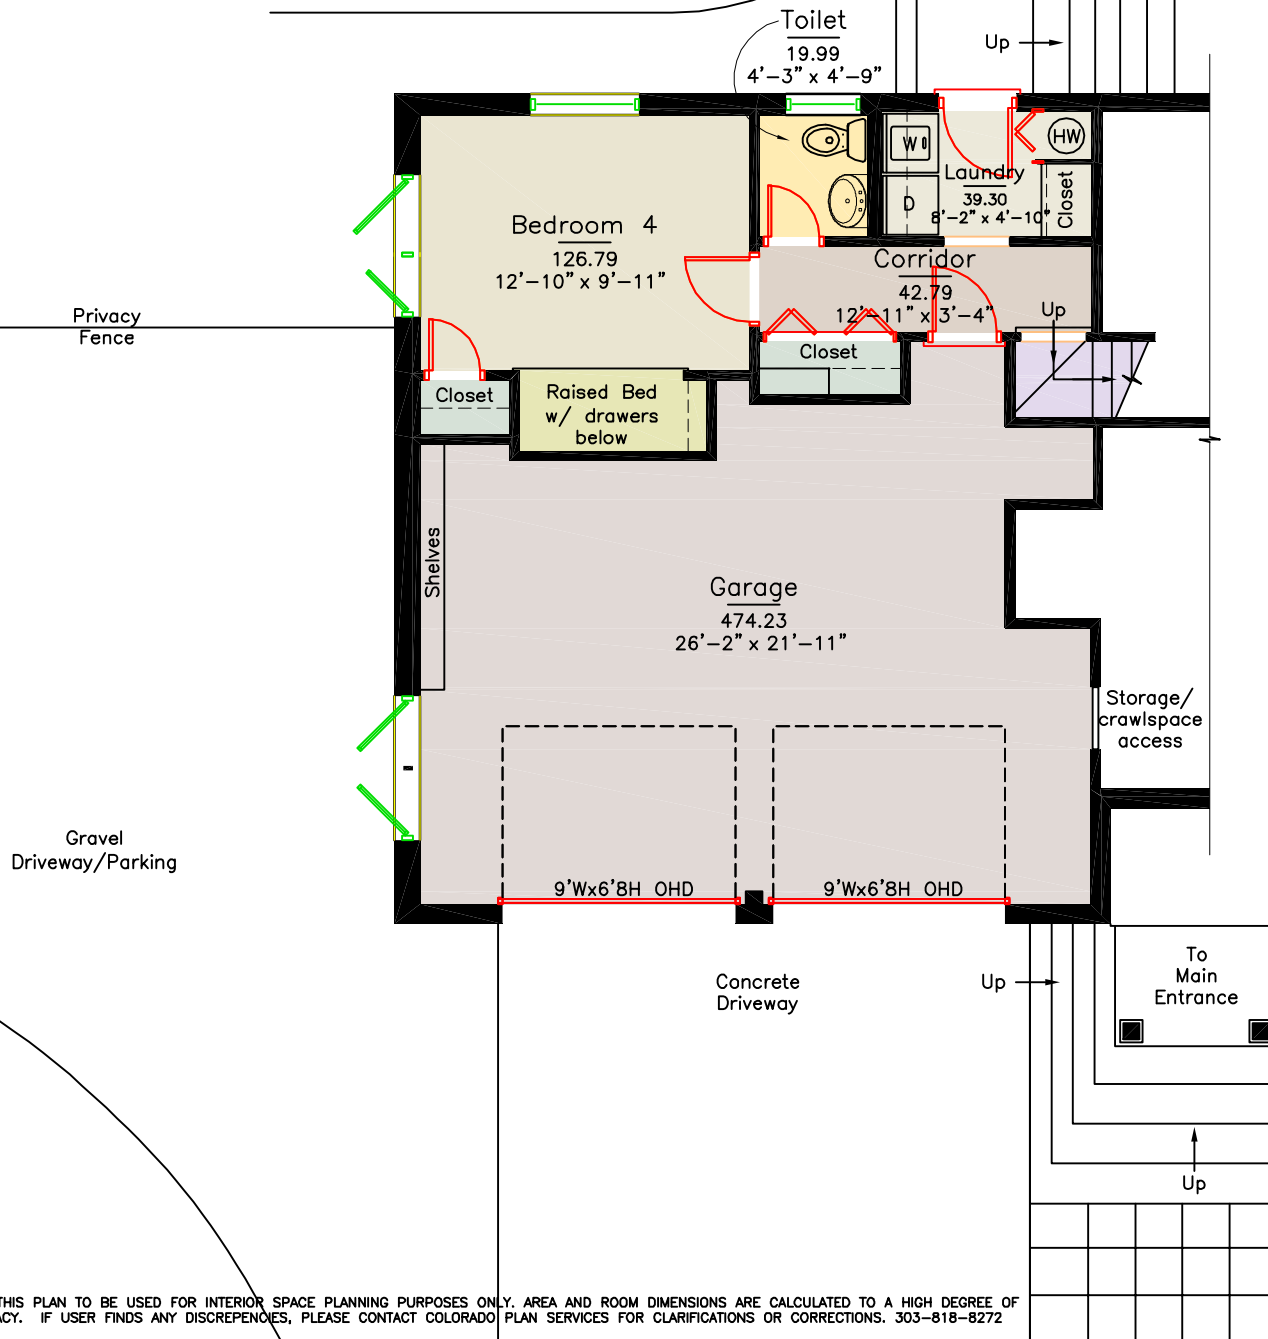 Toilet
19.99
4'-3" x 4'-9"
Up
W
HW
Laundry
39.30
8'-2" x 4'-10"
D
Closet
Bedroom 4
126.79
12'-10" x 9'-11"
Corridor
42.79
12'-11" x 3'-4"
Up
Privacy
Fence
Closet
Closet
Raised Bed
w/ drawers
below
Shelves
Garage
474.23
26'-2" x 21'-11"
Storage/
crawlspace
access
Gravel
Driveway/Parking
9'Wx6'8H OHD
9'Wx6'8H OHD
Concrete
Driveway
Up
To
Main
Entrance
Up
THIS PLAN TO BE USED FOR INTERIOR SPACE PLANNING PURPOSES ONLY. AREA AND ROOM DIMENSIONS ARE CALCULATED TO A HIGH DEGREE OF
ACY. IF USER FINDS ANY DISCREPENCIES, PLEASE CONTACT COLORADO PLAN SERVICES FOR CLARIFICATIONS OR CORRECTIONS. 303-818-8272